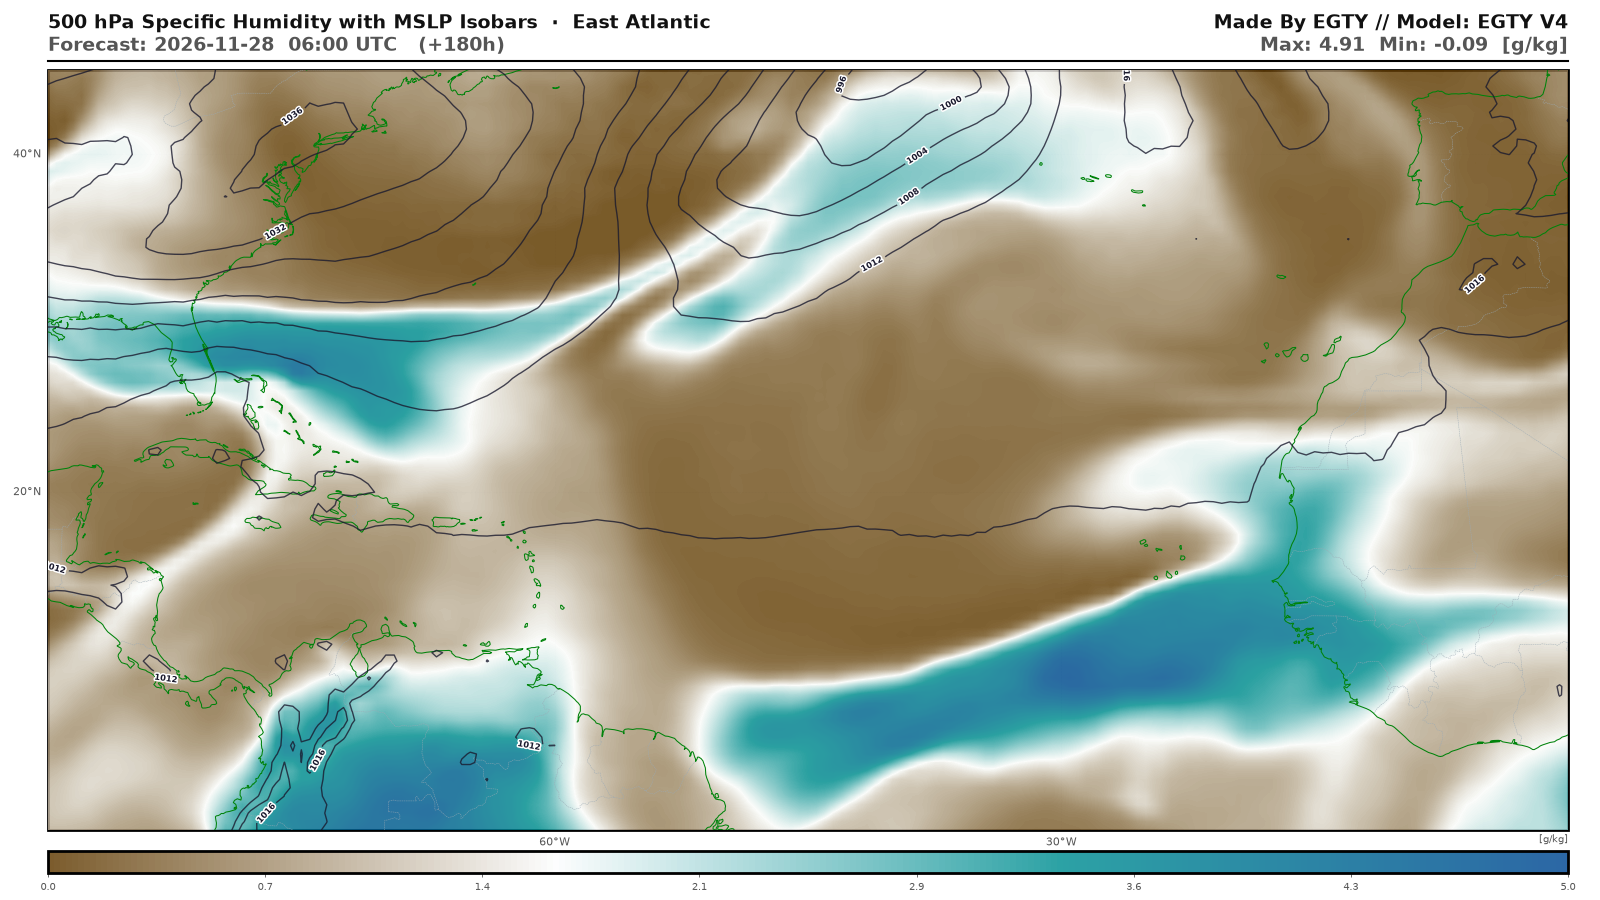 500 hPa Specific Humidity with MSLP Isobars · East Atlantic
Made By EGTY // Model: EGTY V4
Forecast: 2026-11-28 06:00 UTC (+180h)
Max: 4.91 Min: -0.09 [g/kg]
16
996
1000
1036
40°N
1004
1008
1032
1012
1016
20°N
012
1012
1012
1016
1016
60°W
30°W
[g/kg]
0.0
0.7
1.4
2.1
2.9
3.6
4.3
5.0